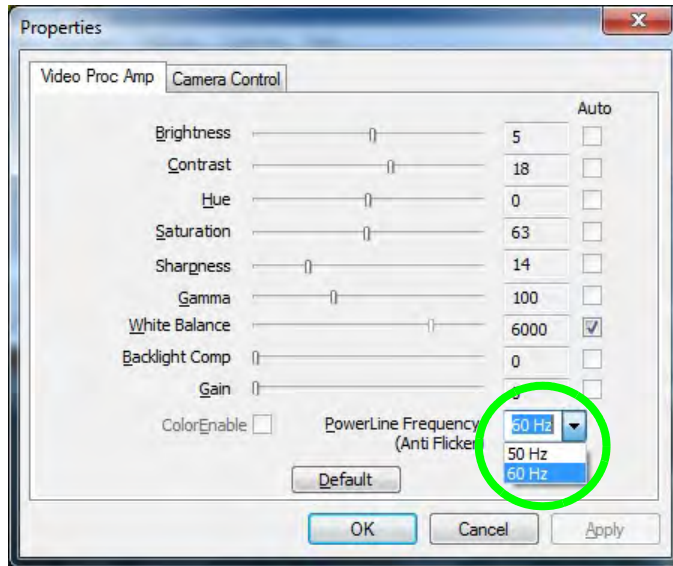 Properties
Video Proc Amp Camera Control
Auto
Brightness 5
Contrast 18
Hue 0
Saturation 63
Sharpness 14
Gamma 100
White Balance 6000
Backlight Comp 0
Gain 0
ColorEnable PowerLine Frequency 60 Hz
(Anti Flicker) 50 Hz
60 Hz
Default
OK Cancel Apply